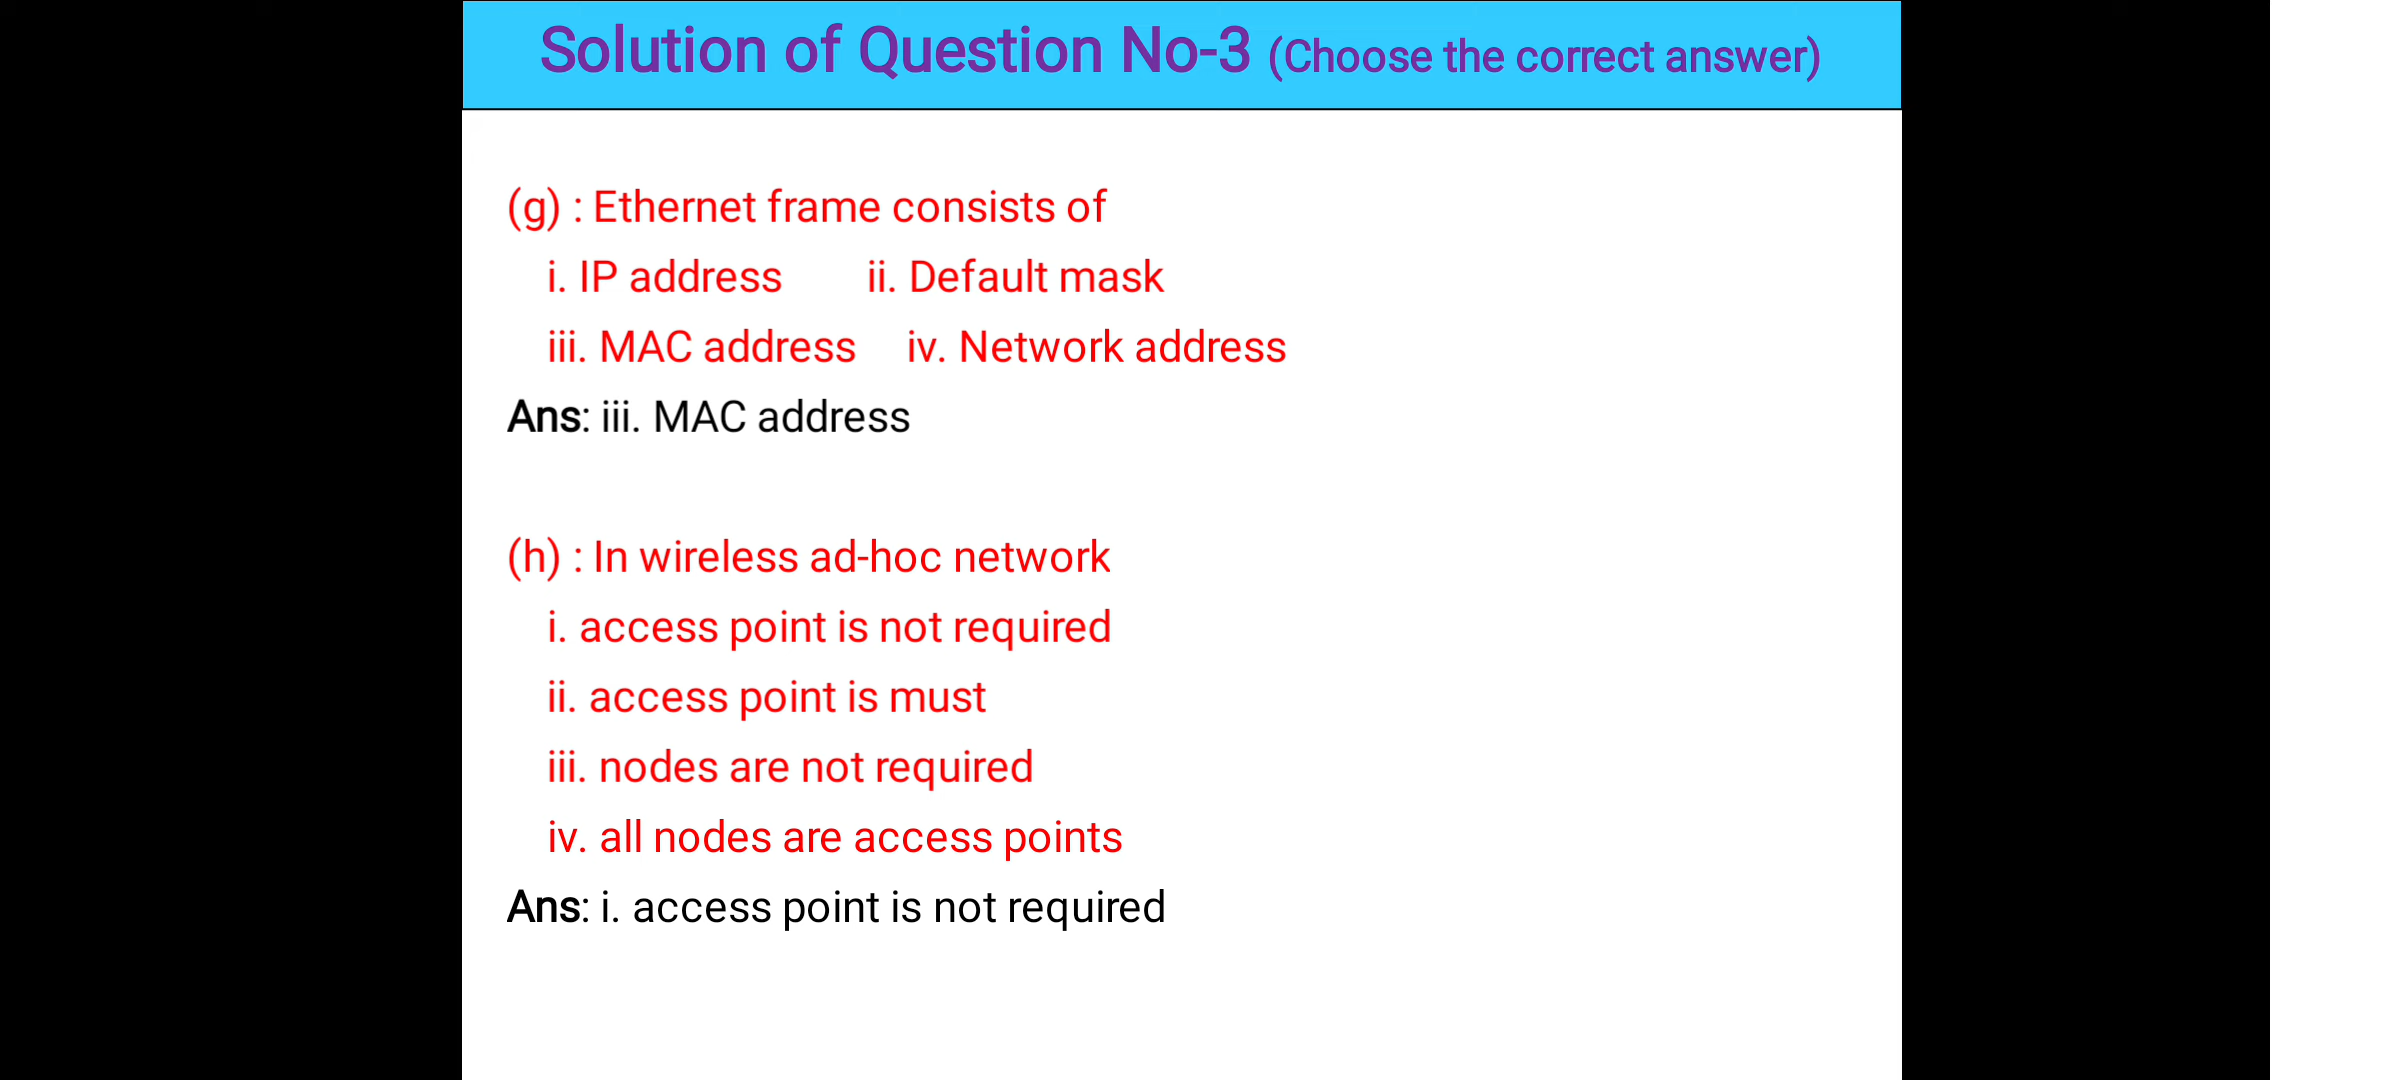 Solution of Question No-3 (Choose the correct answer)
(g) : Ethernet frame consists of
i. IP address ii. Default mask
iii. MAC address iv. Network address
Ans: iii. MAC address
(h) : In wireless ad-hoc network
i. access point is not required
ii. access point is must
iii. nodes are not required
iv. all nodes are access points
Ans: i. access point is not required